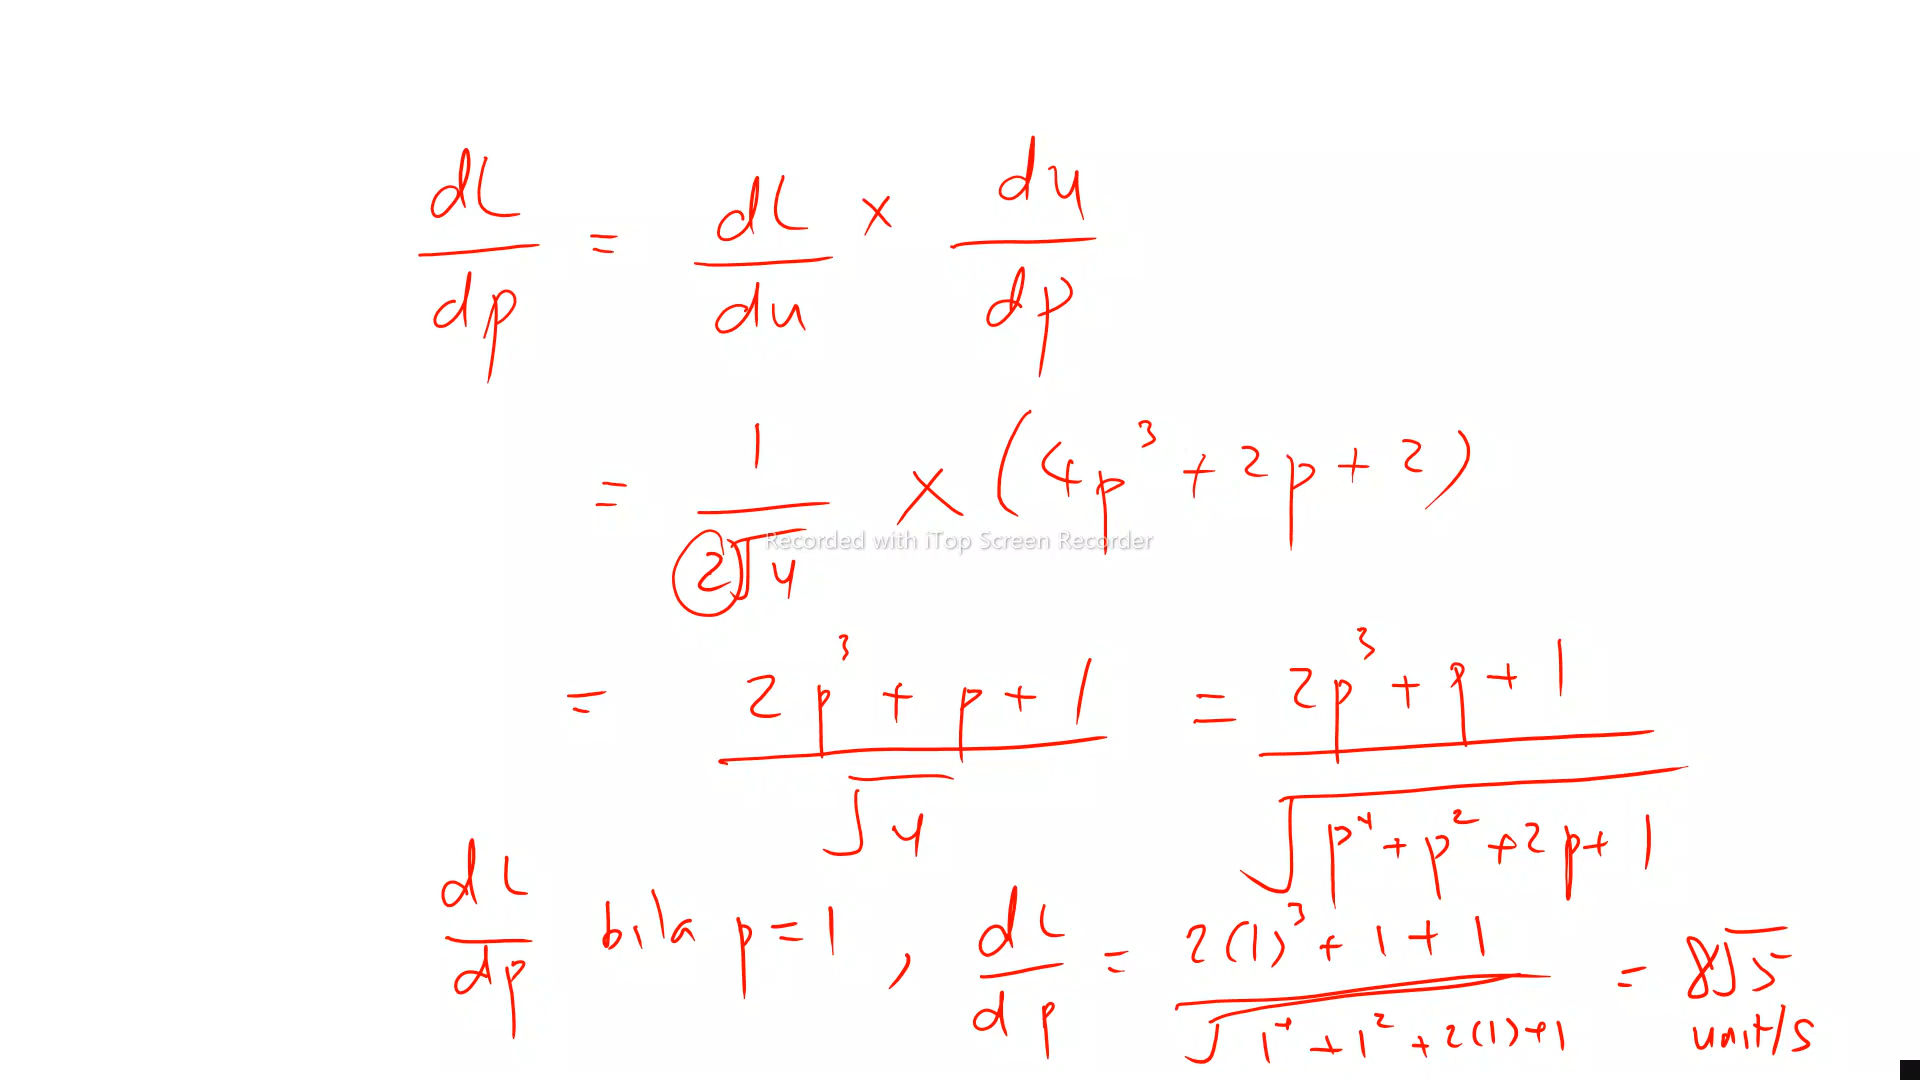 dL/dp = dL/du × du/dp
= 1/(2√u) × (4p³ + 2p + 2)
Recorded with iTop Screen Recorder
= (2p³ + p + 1)/√u = (2p³ + p + 1)/√(p⁴ + p² + 2p + 1)
dL/dp bila p = 1, dL/dp = (2(1)³ + 1 + 1)/√(1⁴ + 1² + 2(1) + 1) = 8√5
unit/s